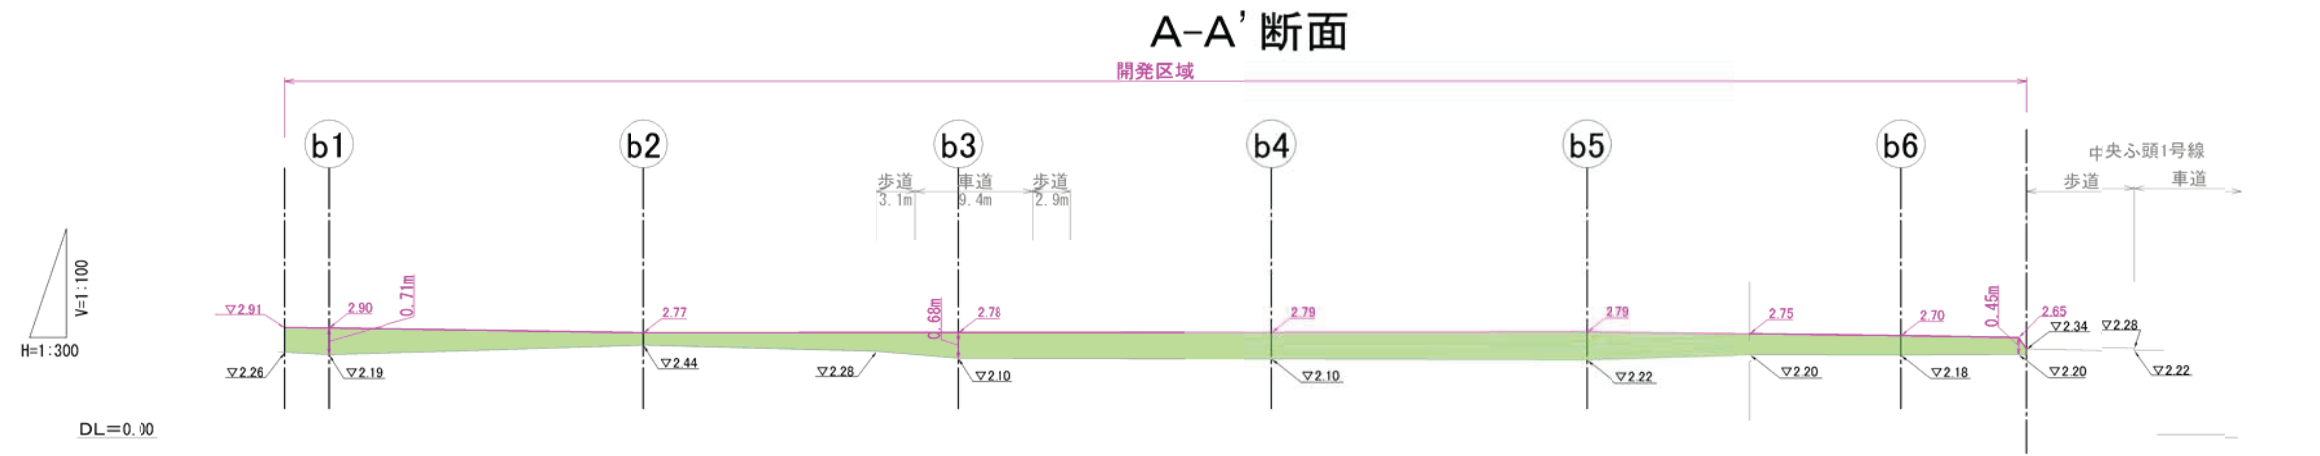 A-A'断面
開発区域
b1
b2
b3
b4
b5
b6
中央ふ頭1号線
歩道
車道
歩道
歩道
車道
3.1m
9.4m
2.9m
V=1:100
H=1:300
▽2.91
2.90
0.71m
2.77
0.68m
2.78
2.79
2.79
2.75
2.70
0.45m
2.65
▽2.34
▽2.28
▽2.26
▽2.19
▽2.44
▽2.28
▽2.10
▽2.10
▽2.22
▽2.20
▽2.18
▽2.20
▽2.22
DL=0.00